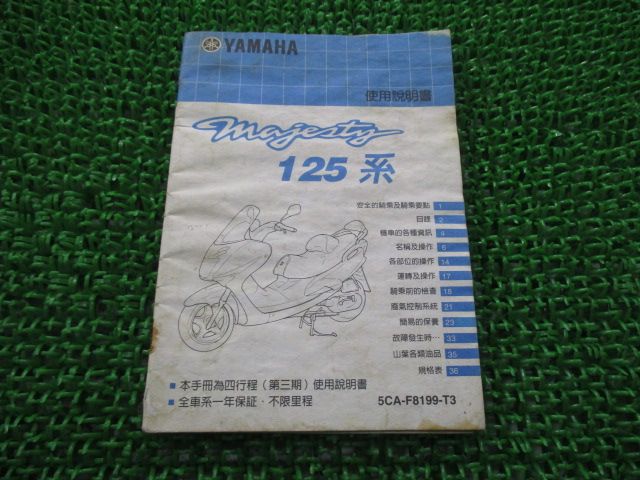 YAMAHA
使用說明書
Majesty
125 系
安全的騎乘及騎乘要點 1
目錄 2
機車的各種資訊 4
名稱及操作 6
各部位的操作 14
運轉及操作 17
騎乘前的檢查 18
廢氣控制系統 21
簡易的保養 23
故障發生時… 33
山葉各類油品 35
規格表 36
■ 本手冊為四行程（第三期）使用說明書
■ 全車系一年保証・不限里程
5CA-F8199-T3